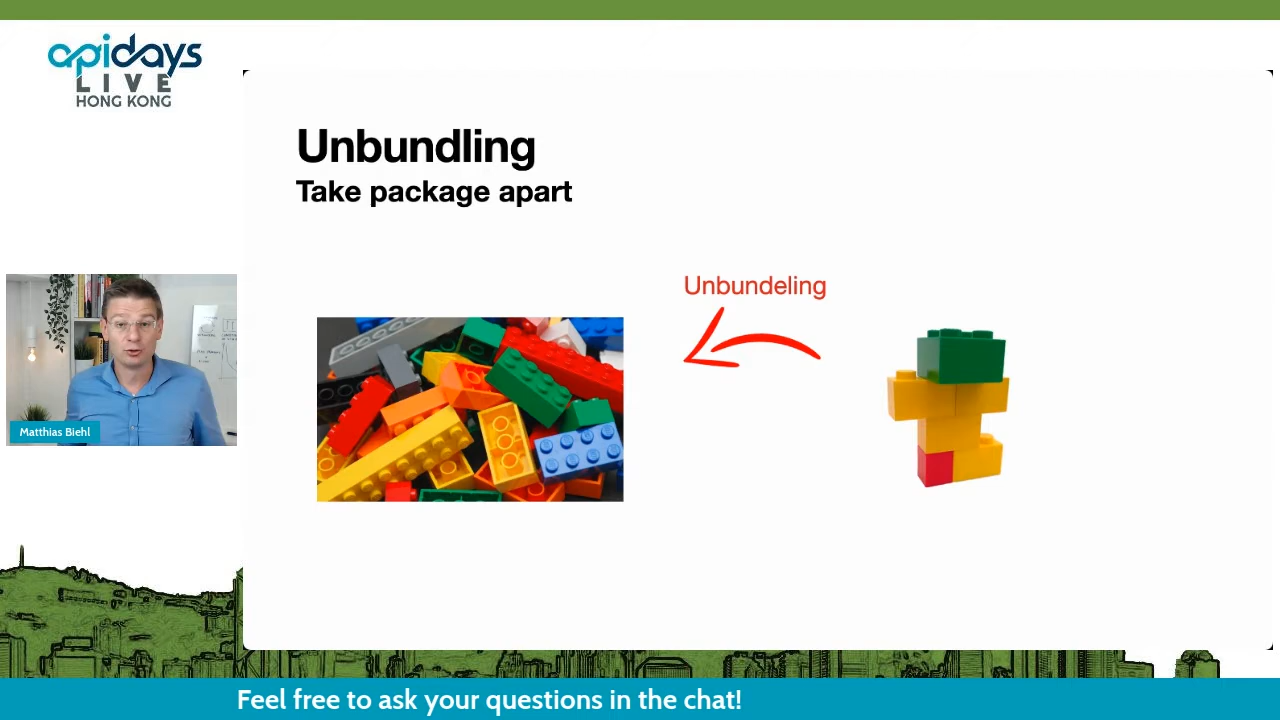 apidays
LIVE
HONG KONG
Unbundling
Take package apart
Unbundeling
Matthias Biehl
Feel free to ask your questions in the chat!